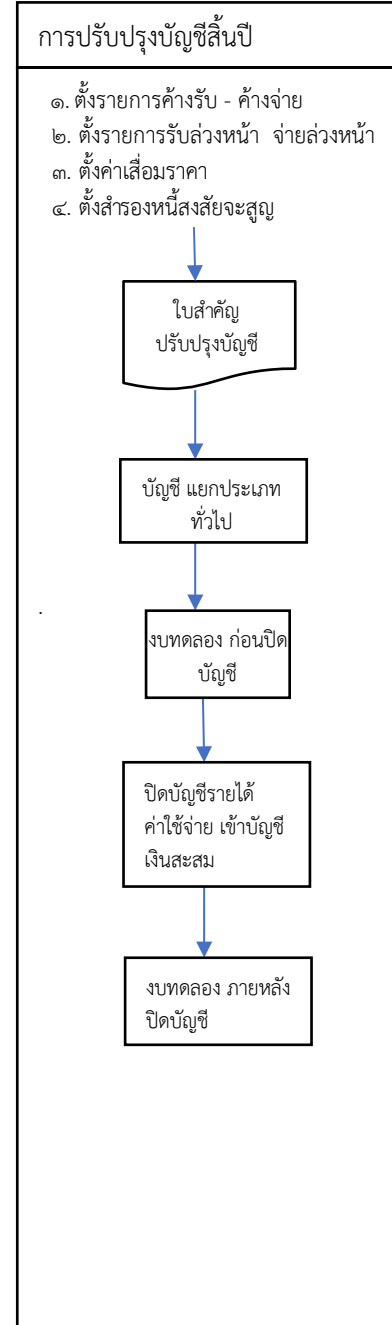 การปรับปรุงบัญชีสิ้นปี
๑. ตั้งรายการค้างรับ - ค้างจ่าย
๒. ตั้งรายการรับล่วงหน้า จ่ายล่วงหน้า
๓. ตั้งค่าเสื่อมราคา
๔. ตั้งสำรองหนี้สงสัยจะสูญ
ใบสำคัญ
ปรับปรุงบัญชี
บัญชี แยกประเภท
ทั่วไป
.
งบทดลอง ก่อนปิด
บัญชี
ปิดบัญชีรายได้
ค่าใช้จ่าย เข้าบัญชี
เงินสะสม
งบทดลอง ภายหลัง
ปิดบัญชี